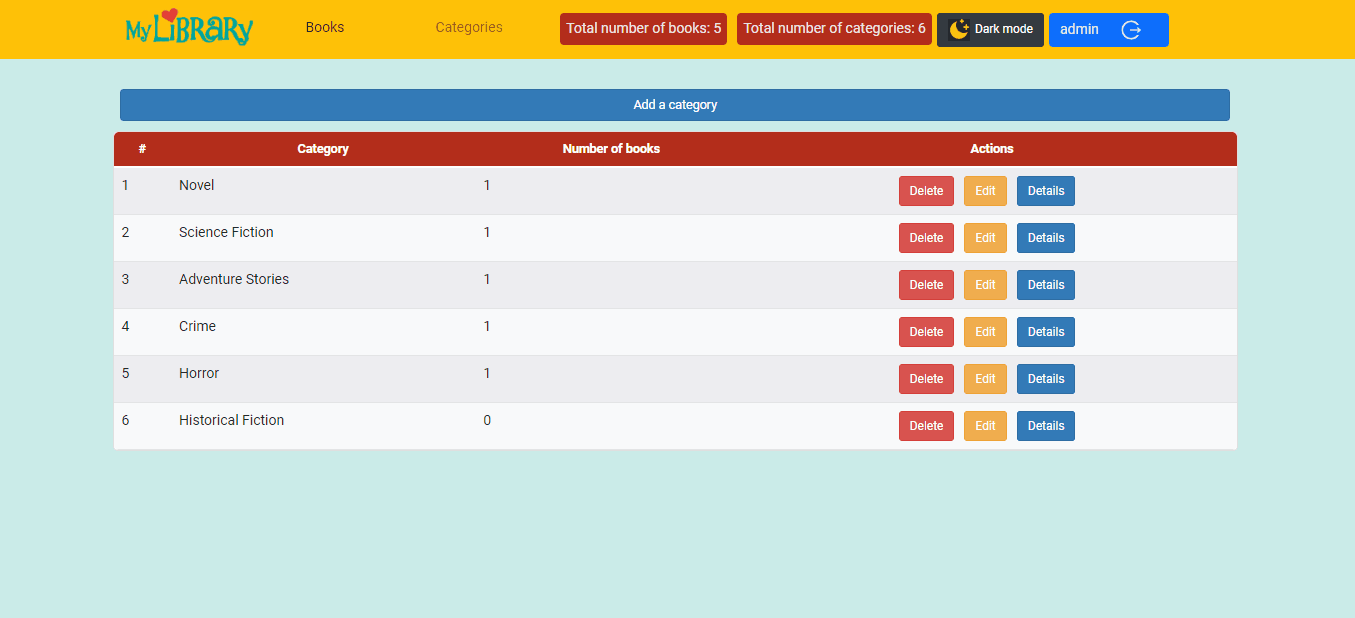 My LiBRARy Books Categories Total number of books: 5 Total number of categories: 6 Dark mode admin
Add a category
# Category Number of books Actions
1 Novel 1 Delete Edit Details
2 Science Fiction 1 Delete Edit Details
3 Adventure Stories 1 Delete Edit Details
4 Crime 1 Delete Edit Details
5 Horror 1 Delete Edit Details
6 Historical Fiction 0 Delete Edit Details